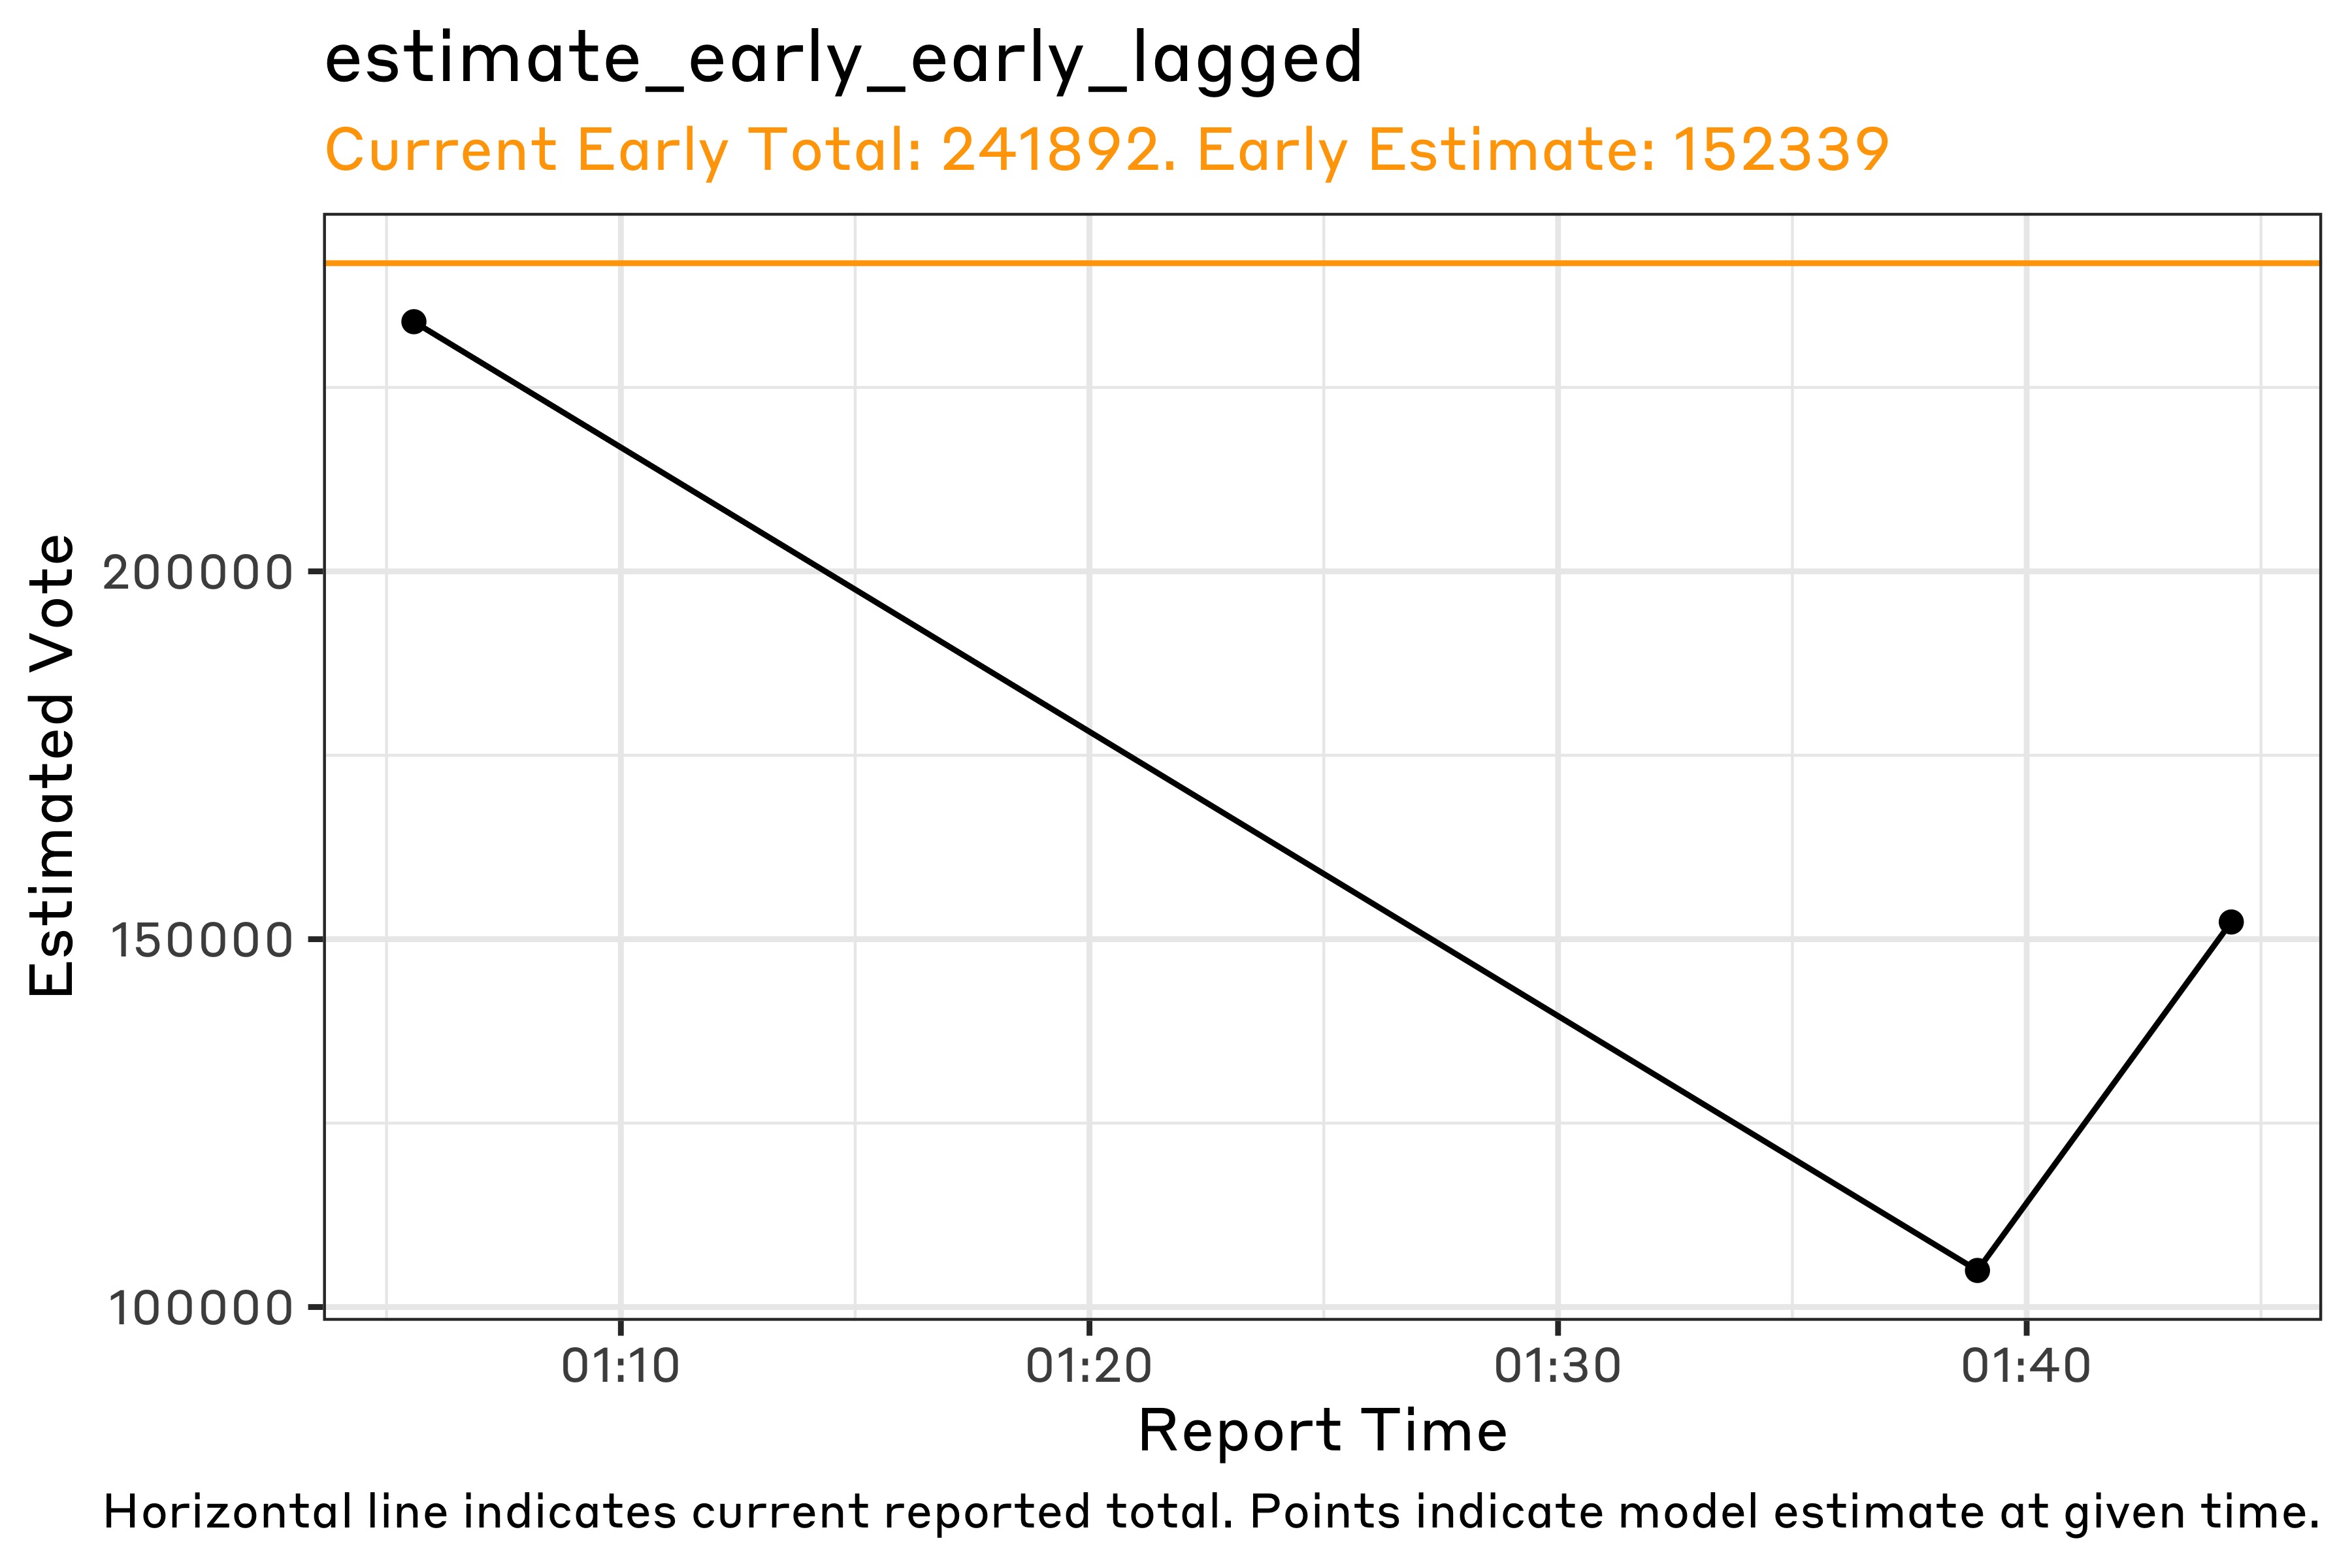 estimate_early_early_lagged
Current Early Total: 241892. Early Estimate: 152339
Estimated Vote
200000
150000
100000
01:10
01:20
01:30
01:40
Report Time
Horizontal line indicates current reported total. Points indicate model estimate at given time.